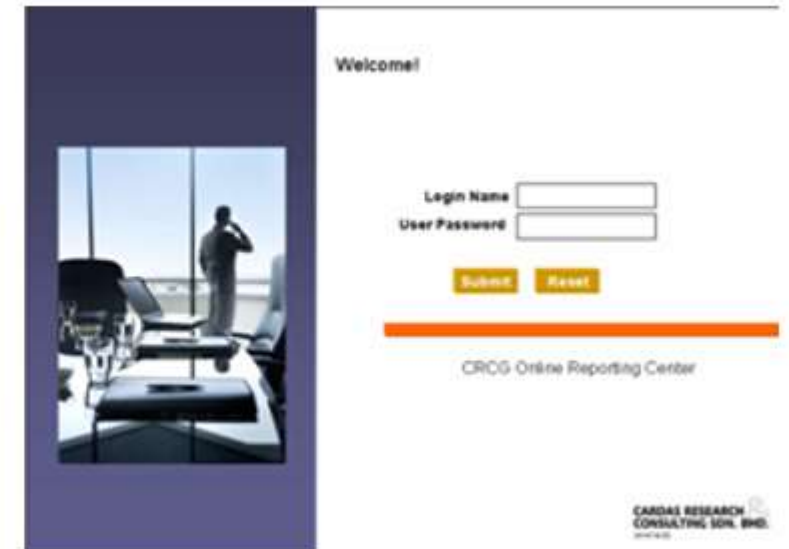 Welcome!
Login Name
User Password
Submit Reset
CRCG Online Reporting Center
CARDAS RESEARCH
CONSULTING SDN. BHD.